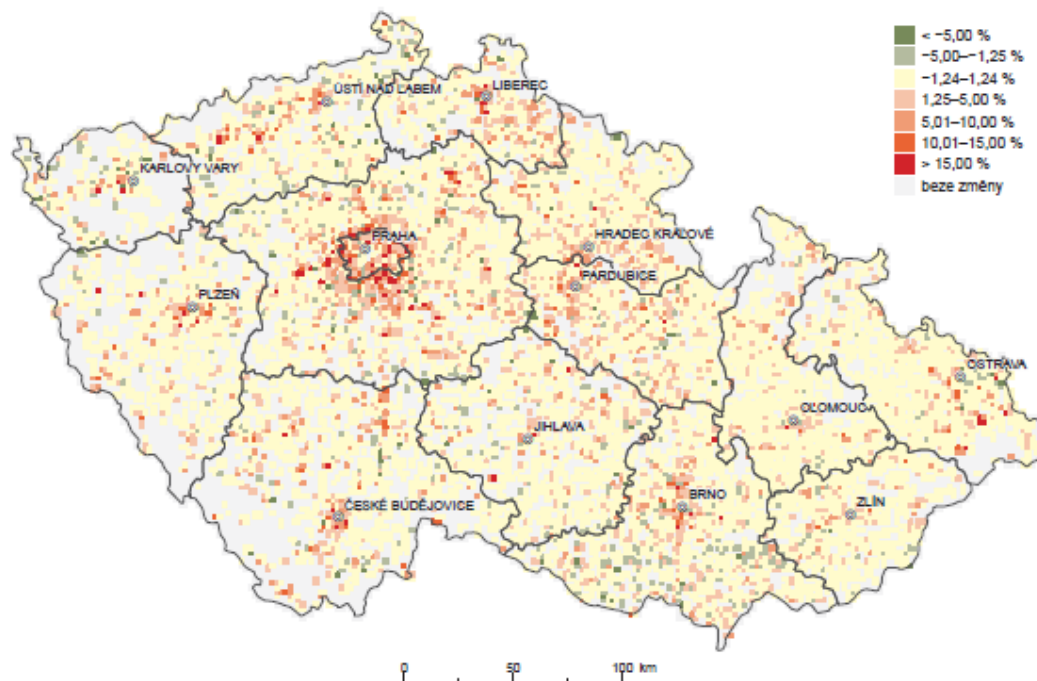 < −5,00 %
−5,00–−1,25 %
−1,24–1,24 %
1,25–5,00 %
5,01–10,00 %
10,01–15,00 %
> 15,00 %
beze změny
ÚSTÍ NAD LABEM
LIBEREC
KARLOVY VARY
PRAHA
HRADEC KRÁLOVÉ
PARDUBICE
PLZEŇ
OSTRAVA
OLOMOUC
JIHLAVA
BRNO
ZLÍN
ČESKÉ BUDĚJOVICE
0 50 100 km